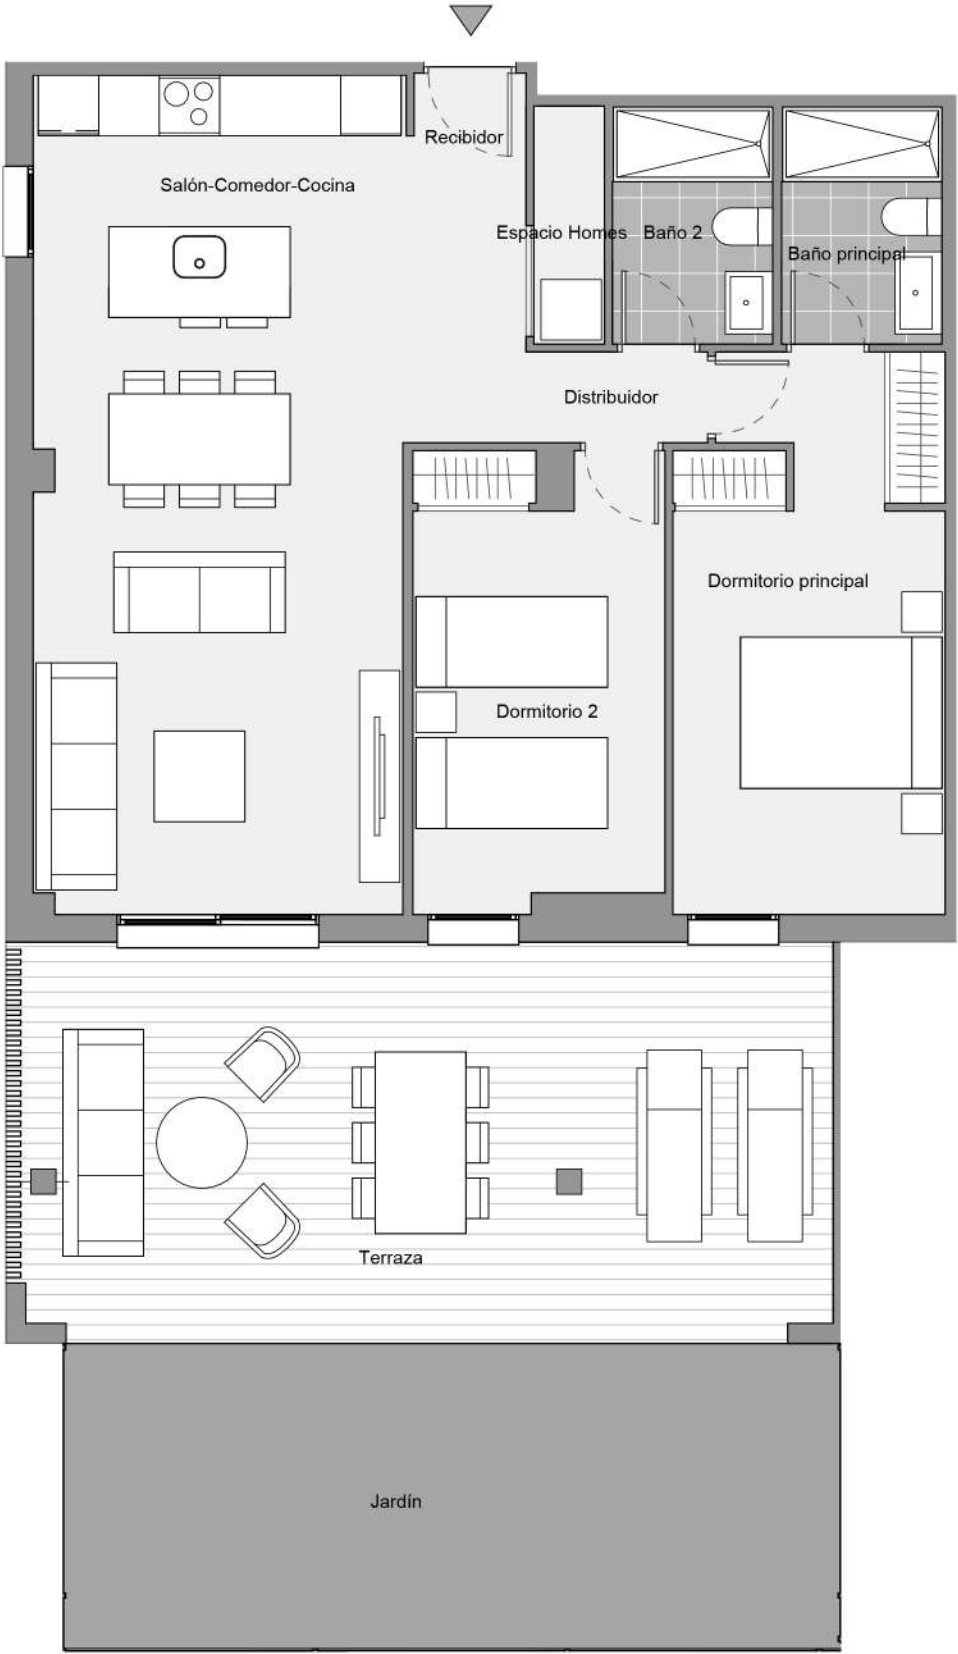 Recibidor
Salón-Comedor-Cocina
Espacio Homes
Baño 2
Baño principal
Distribuidor
Dormitorio principal
Dormitorio 2
Terraza
Jardín